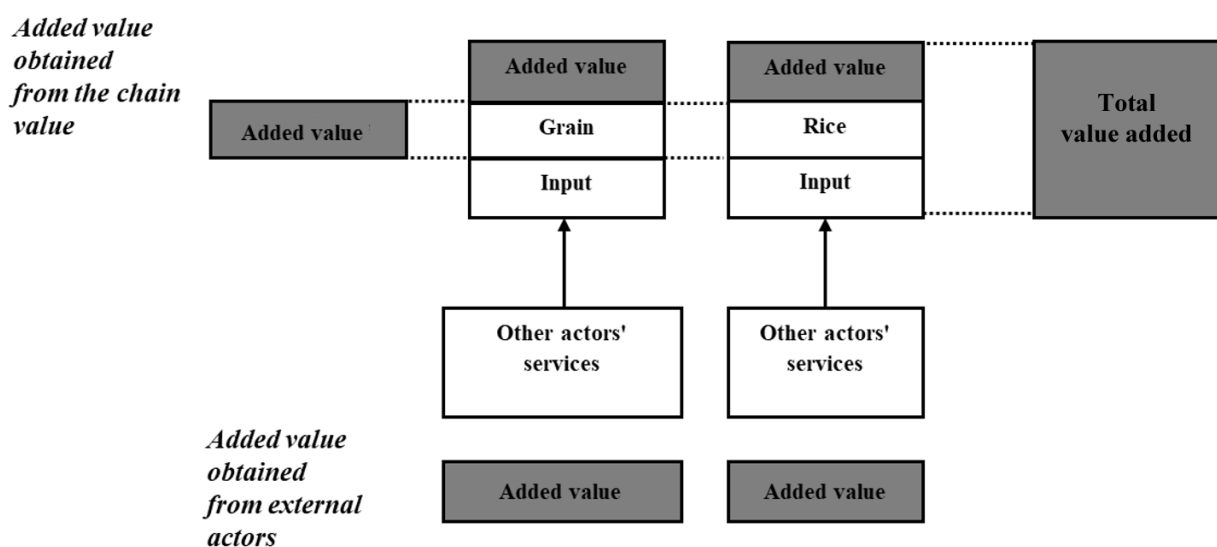 Added value
obtained
from the chain
value
Added value
Added value
Grain
Input
Added value
Rice
Input
Total
value added
Other actors'
services
Other actors'
services
Added value
obtained
from external
actors
Added value
Added value